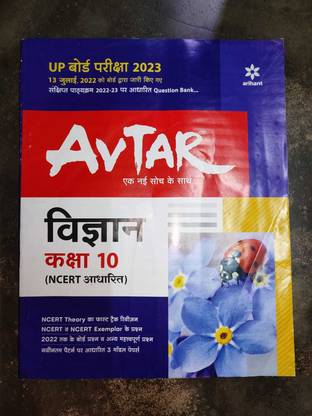 UP बोर्ड परीक्षा 2023
13 जुलाई, 2022 को बोर्ड द्वारा जारी किए गए
संक्षिप्त पाठ्यक्रम 2022-23 पर आधारित Question Bank...
arihant
AVTAR
एक नई सोच के साथ
विज्ञान
कक्षा 10
(NCERT आधारित)
NCERT Theory का फास्ट ट्रैक रिवीज़न
NCERT व NCERT Exemplar के प्रश्न
2022 तक के बोर्ड प्रश्न व अन्य महत्त्वपूर्ण प्रश्न
नवीनतम पैटर्न पर आधारित 3 मॉडल पेपर्स